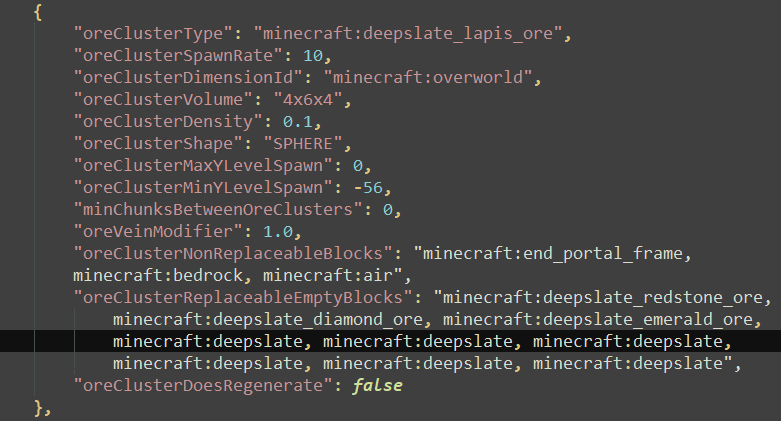 {
"oreClusterType": "minecraft:deepslate_lapis_ore",
"oreClusterSpawnRate": 10,
"oreClusterDimensionId": "minecraft:overworld",
"oreClusterVolume": "4x6x4",
"oreClusterDensity": 0.1,
"oreClusterShape": "SPHERE",
"oreClusterMaxYLevelSpawn": 0,
"oreClusterMinYLevelSpawn": -56,
"minChunksBetweenOreClusters": 0,
"oreVeinModifier": 1.0,
"oreClusterNonReplaceableBlocks": "minecraft:end_portal_frame,
minecraft:bedrock, minecraft:air",
"oreClusterReplaceableEmptyBlocks": "minecraft:deepslate_redstone_ore,
minecraft:deepslate_diamond_ore, minecraft:deepslate_emerald_ore,
minecraft:deepslate, minecraft:deepslate, minecraft:deepslate,
minecraft:deepslate, minecraft:deepslate, minecraft:deepslate",
"oreClusterDoesRegenerate": false
},